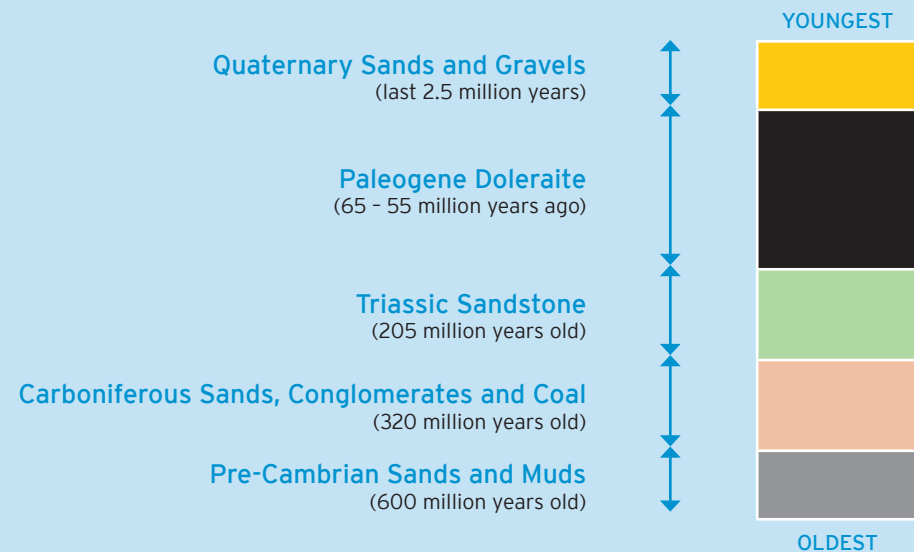 YOUNGEST
Quaternary Sands and Gravels
(last 2.5 million years)
Paleogene Doleraite
(65 – 55 million years ago)
Triassic Sandstone
(205 million years old)
Carboniferous Sands, Conglomerates and Coal
(320 million years old)
Pre-Cambrian Sands and Muds
(600 million years old)
OLDEST